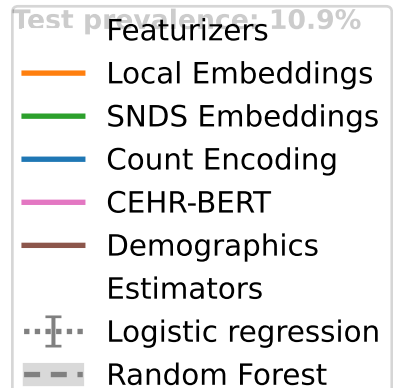 Test prevalence: 10.9%
Featurizers
Local Embeddings
SNDS Embeddings
Count Encoding
CEHR-BERT
Demographics
Estimators
Logistic regression
Random Forest